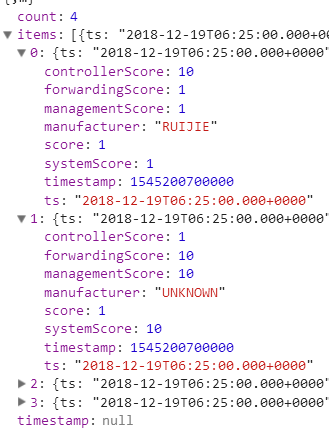 count: 4
items: [{ts: "2018-12-19T06:25:00.000+0000"
0: {ts: "2018-12-19T06:25:00.000+0000"
controllerScore: 10
forwardingScore: 1
managementScore: 1
manufacturer: "RUIJIE"
score: 1
systemScore: 1
timestamp: 1545200700000
ts: "2018-12-19T06:25:00.000+0000"
1: {ts: "2018-12-19T06:25:00.000+0000"
controllerScore: 1
forwardingScore: 10
managementScore: 10
manufacturer: "UNKNOWN"
score: 1
systemScore: 10
timestamp: 1545200700000
ts: "2018-12-19T06:25:00.000+0000"
2: {ts: "2018-12-19T06:25:00.000+0000"
3: {ts: "2018-12-19T06:25:00.000+0000"
timestamp: null